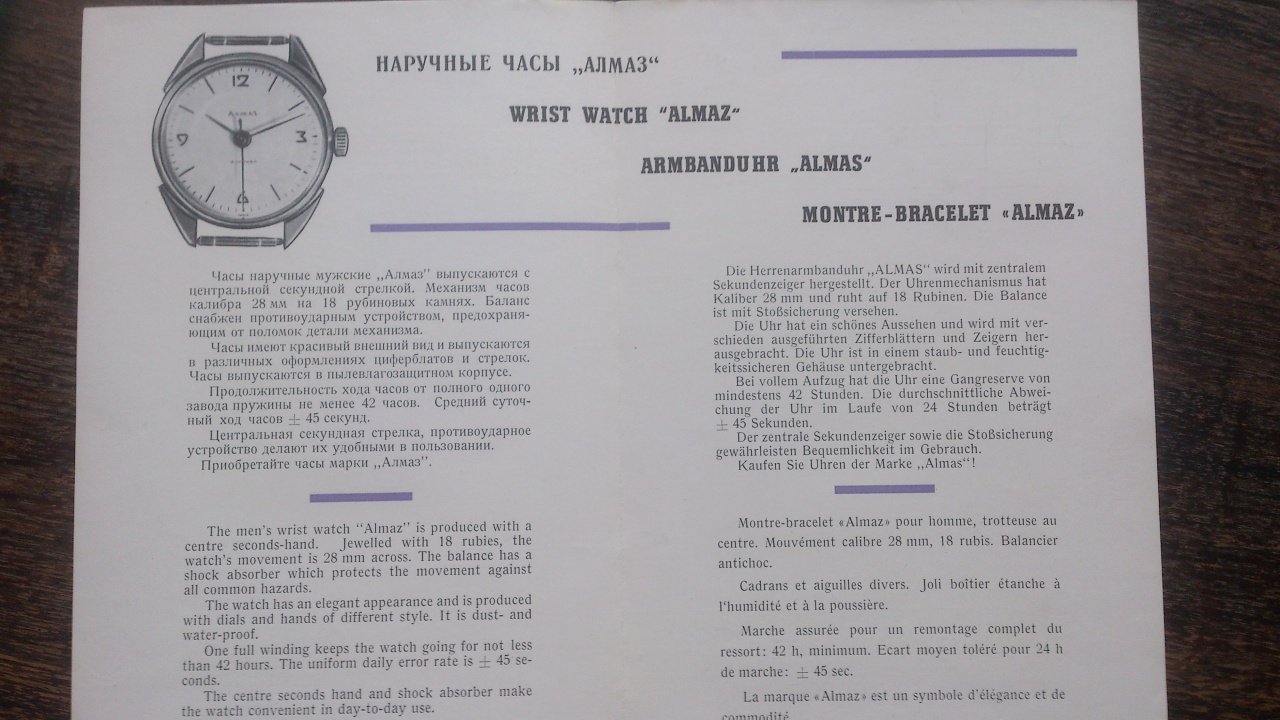 НАРУЧНЫЕ ЧАСЫ „АЛМАЗ“
WRIST WATCH “ALMAZ“
ARMBANDUHR „ALMAS“
MONTRE-BRACELET «ALMAZ»
12
3
6
9
Алмаз
Часы наручные мужские „Алмаз” выпускаются с
центральной секундной стрелкой. Механизм часов
калибра 28 мм на 18 рубиновых камнях. Баланс
снабжен противоударным устройством, предохраня-
ющим от поломок детали механизма.
Часы имеют красивый внешний вид и выпускаются
в различных оформлениях циферблатов и стрелок.
Часы выпускаются в пылевлагозащитном корпусе.
Продолжительность хода часов от полного одного
завода пружины не менее 42 часов. Средний суточ-
ный ход часов ± 45 секунд.
Центральная секундная стрелка, противоударное
устройство делают их удобными в пользовании.
Приобретайте часы марки „Алмаз”.
The men's wrist watch “Almaz” is produced with a
centre seconds-hand. Jewelled with 18 rubies, the
watch's movement is 28 mm across. The balance has a
shock absorber which protects the movement against
all common hazards.
The watch has an elegant appearance and is produced
with dials and hands of different style. It is dust- and
water-proof.
One full winding keeps the watch going for not less
than 42 hours. The uniform daily error rate is ± 45 se-
conds.
The centre seconds hand and shock absorber make
the watch convenient in day-to-day use.
Die Herrenarmbanduhr „ALMAS“ wird mit zentralem
Sekundenzeiger hergestellt. Der Uhrenmechanismus hat
Kaliber 28 mm und ruht auf 18 Rubinen. Die Balance
ist mit Stoßsicherung versehen.
Die Uhr hat ein schönes Aussehen und wird mit ver-
schieden ausgeführten Zifferblättern und Zeigern her-
ausgebracht. Die Uhr ist in einem staub- und feuchtig-
keitssicheren Gehäuse untergebracht.
Bei vollem Aufzug hat die Uhr eine Gangreserve von
mindestens 42 Stunden. Die durchschnittliche Abwei-
chung der Uhr im Laufe von 24 Stunden beträgt
± 45 Sekunden.
Der zentrale Sekundenzeiger sowie die Stoßsicherung
gewährleisten Bequemlichkeit im Gebrauch.
Kaufen Sie Uhren der Marke „Almas“!
Montre-bracelet «Almaz» pour homme, trotteuse au
centre. Mouvément calibre 28 mm, 18 rubis. Balancier
antichoc.
Cadrans et aiguilles divers. Joli boîtier étanche à
l'humidité et à la poussière.
Marche assurée pour un remontage complet du
ressort: 42 h, minimum. Ecart moyen toléré pour 24 h
de marche: ± 45 sec.
La marque «Almaz» est un symbole d'élégance et de
commodité